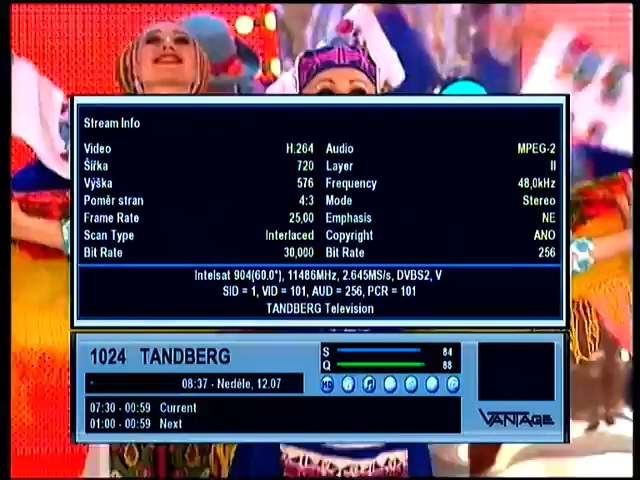 Stream Info
Video H.264 Audio MPEG-2
Šířka 720 Layer II
Výška 576 Frequency 48,0kHz
Poměr stran 4:3 Mode Stereo
Frame Rate 25,00 Emphasis NE
Scan Type Interlaced Copyright ANO
Bit Rate 30,000 Bit Rate 256
Intelsat 904(60.0°), 11486MHz, 2.645MS/s, DVBS2, V
SID = 1, VID = 101, AUD = 256, PCR = 101
TANDBERG Television
1024 TANDBERG
S 84
Q 88
08:37 - Neděle, 12.07
HD
07:30 - 00:59 Current
01:00 - 00:59 Next
VANTAGE